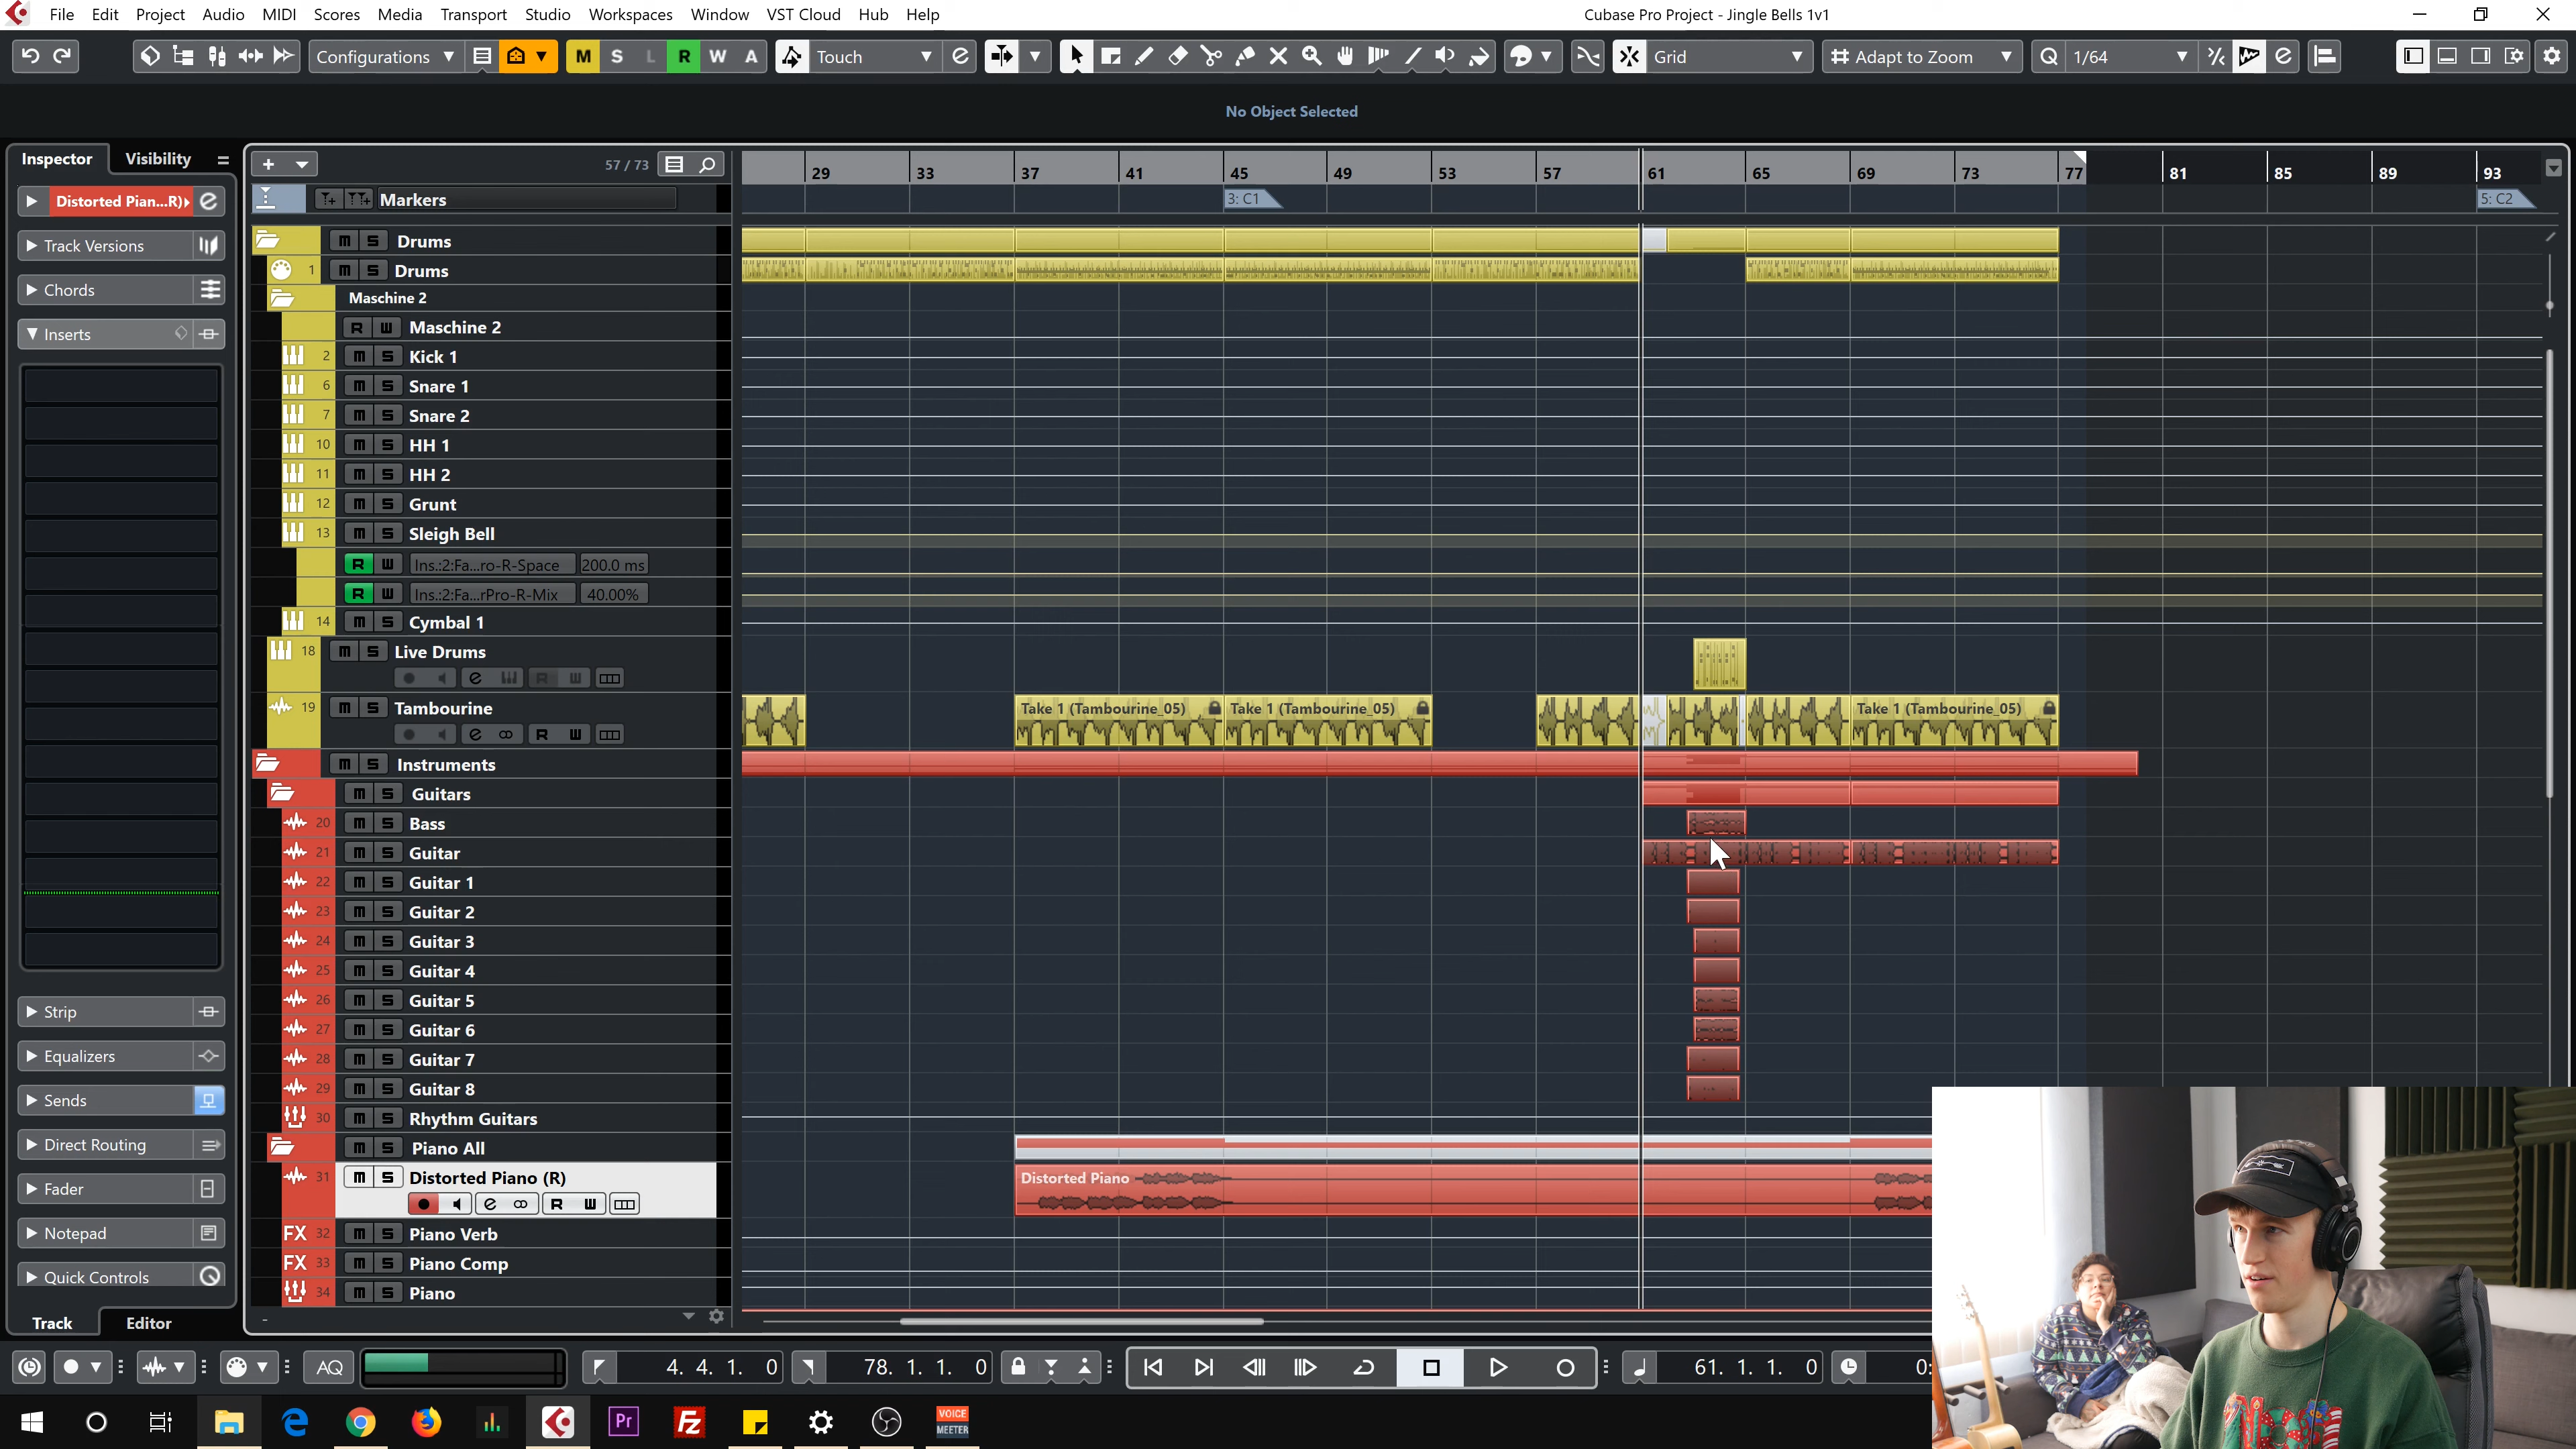 File Edit Project Audio MIDI Scores Media Transport Studio Workspaces Window VST Cloud Hub Help
Cubase Pro Project - Jingle Bells 1v1
Configurations M S L R W A Touch Grid Adapt to Zoom Q 1/64
No Object Selected
Inspector Visibility
57 / 73
29 33 37 41 45 49 53 57 61 65 69 73 77 81 85 89 93
Distorted Pian...R)
Markers
3: C1
5: C2
Track Versions
Chords
Inserts
Strip
Equalizers
Sends
Direct Routing
Fader
Notepad
Quick Controls
Track Editor
m S Drums
1 m S Drums
Maschine 2
R W Maschine 2
2 m S Kick 1
6 m S Snare 1
7 m S Snare 2
10 m S HH 1
11 m S HH 2
12 m S Grunt
13 m S Sleigh Bell
R W Ins.:2:Fa...ro-R-Space 200.0 ms
R W Ins.:2:Fa...rPro-R-Mix 40.00%
14 m S Cymbal 1
18 m S Live Drums
e R W
19 m S Tambourine
e R W
Take 1 (Tambourine_05) Take 1 (Tambourine_05) Take 1 (Tambourine_05)
m S Instruments
m S Guitars
20 m S Bass
21 m S Guitar
22 m S Guitar 1
23 m S Guitar 2
24 m S Guitar 3
25 m S Guitar 4
26 m S Guitar 5
27 m S Guitar 6
28 m S Guitar 7
29 m S Guitar 8
30 m S Rhythm Guitars
m S Piano All
31 m S Distorted Piano (R)
e R W
Distorted Piano
FX 32 m S Piano Verb
FX 33 m S Piano Comp
34 m S Piano
AQ 4. 4. 1. 0 78. 1. 1. 0 61. 1. 1. 0 0:
Pr Fz VOICE
MEETER